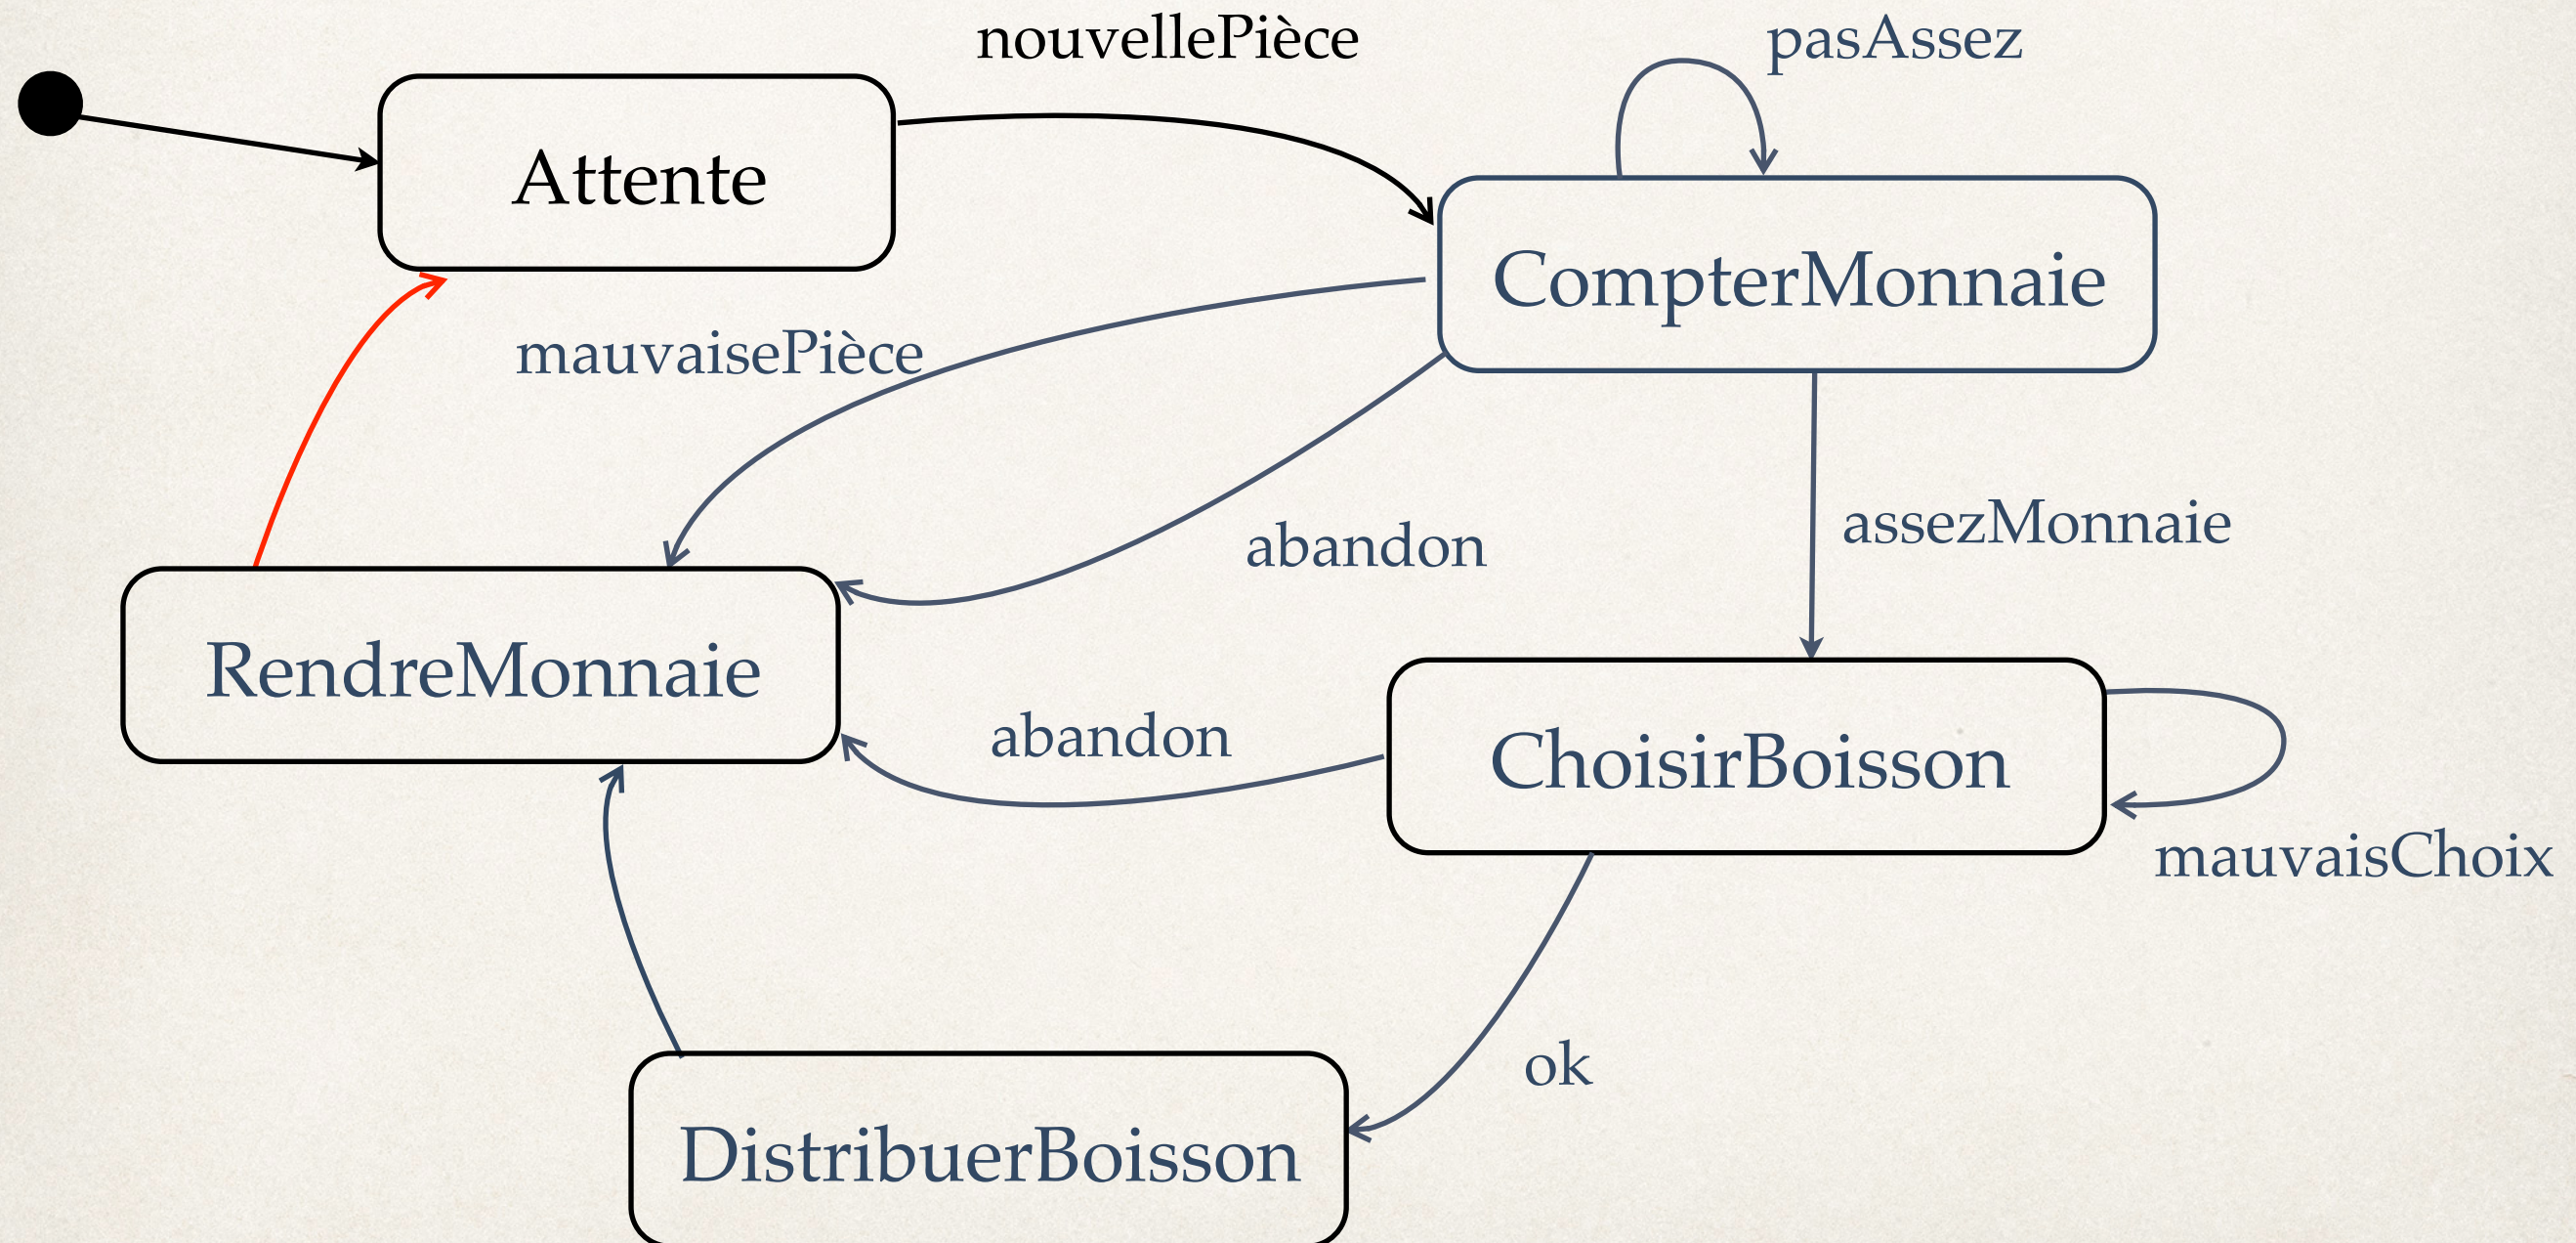 nouvellePièce
pasAssez
Attente
CompterMonnaie
mauvaisePièce
abandon
assezMonnaie
RendreMonnaie
abandon
ChoisirBoisson
mauvaisChoix
ok
DistribuerBoisson